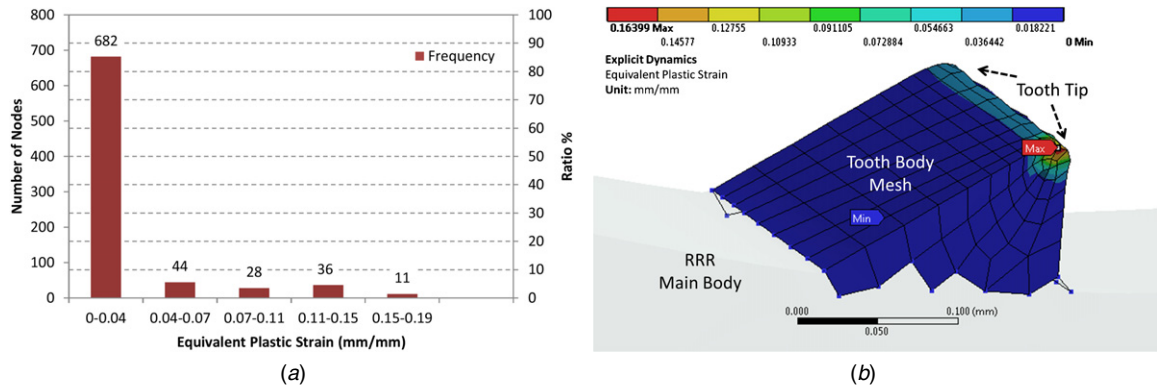 800
700
600
500
400
300
200
100
0
Number of Nodes
682
44
28
36
11
Frequency
100
90
80
70
60
50
40
30
20
10
0
Ratio %
0-0.04
0.04-0.07
0.07-0.11
0.11-0.15
0.15-0.19
Equivalent Plastic Strain (mm/mm)
(a)
0.16399 Max
0.12755
0.091105
0.054663
0.018221
0.14577
0.10933
0.072884
0.036442
0 Min
Explicit Dynamics
Equivalent Plastic Strain
Unit: mm/mm
Tooth Tip
Max
Tooth Body
Mesh
Min
RRR
Main Body
0.000
0.100 (mm)
0.050
(b)